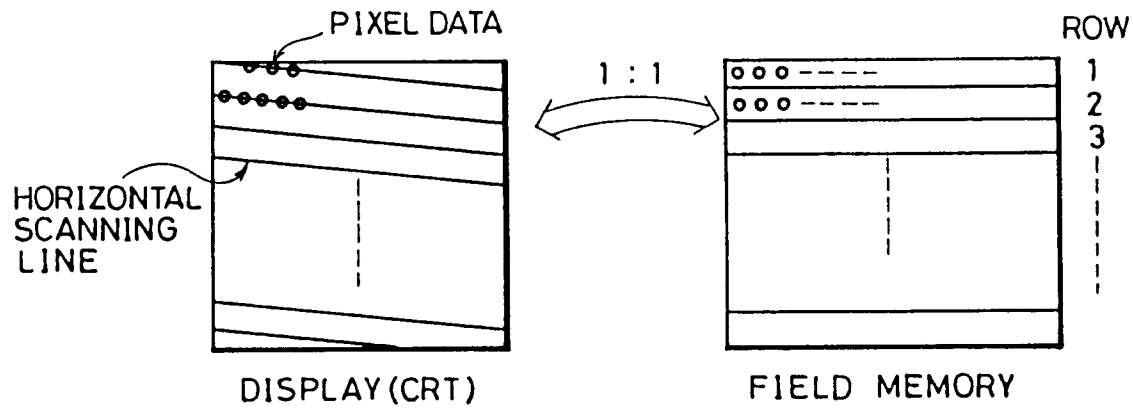 PIXEL DATA
ROW
1 : 1
1
2
3
HORIZONTAL
SCANNING
LINE
DISPLAY (CRT)
FIELD MEMORY